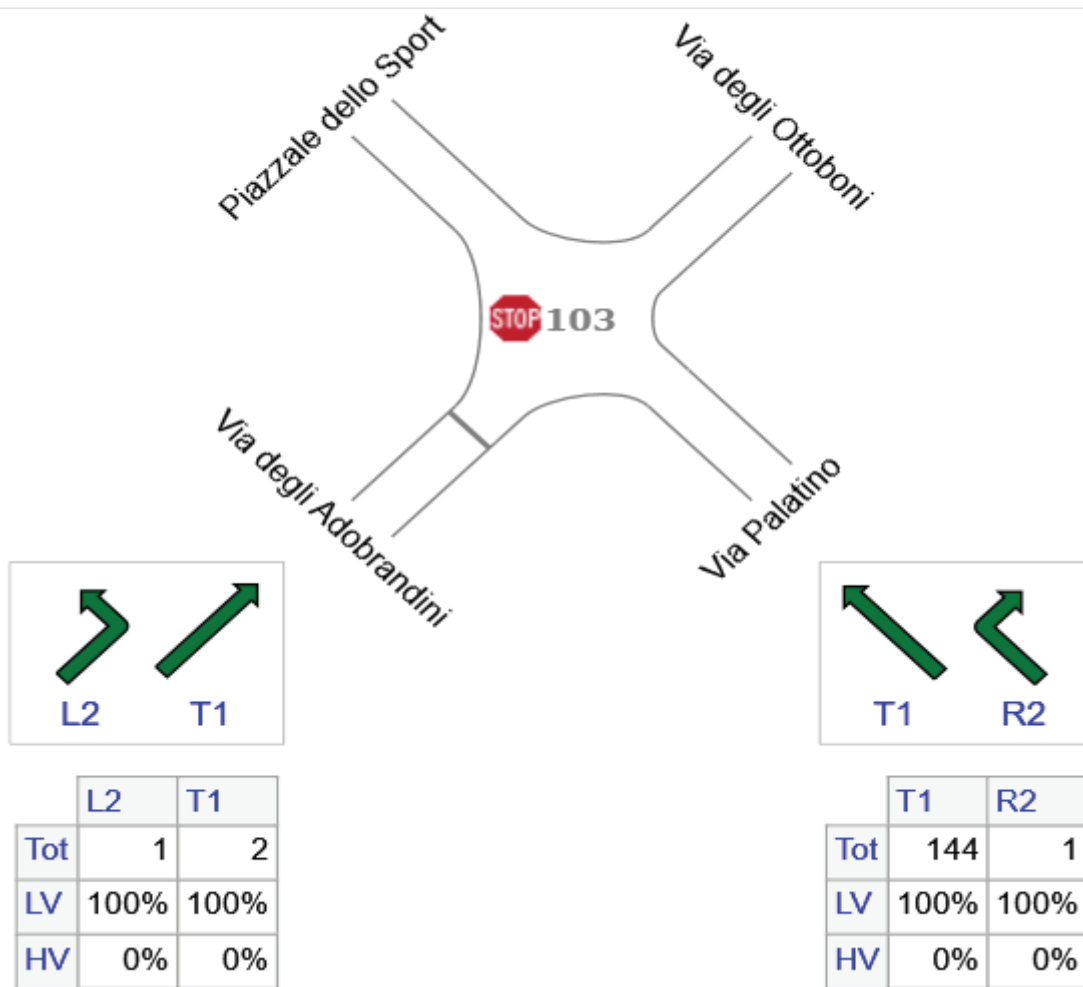 Piazzale dello Sport
Via degli Ottoboni
STOP 103
Via degli Adobrandini
Via Palatino
L2 T1
T1 R2
L2 T1
Tot 1 2
LV 100% 100%
HV 0% 0%
T1 R2
Tot 144 1
LV 100% 100%
HV 0% 0%